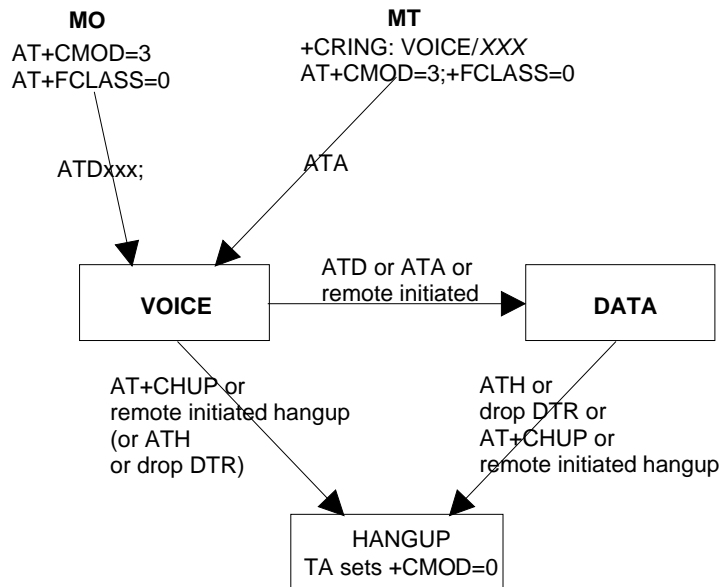 MO
AT+CMOD=3
AT+FCLASS=0
MT
+CRING: VOICE/XXX
AT+CMOD=3;+FCLASS=0
ATDxxx;
ATA
VOICE
ATD or ATA or
remote initiated
DATA
AT+CHUP or
remote initiated hangup
(or ATH
or drop DTR)
ATH or
drop DTR or
AT+CHUP or
remote initiated hangup
HANGUP
TA sets +CMOD=0